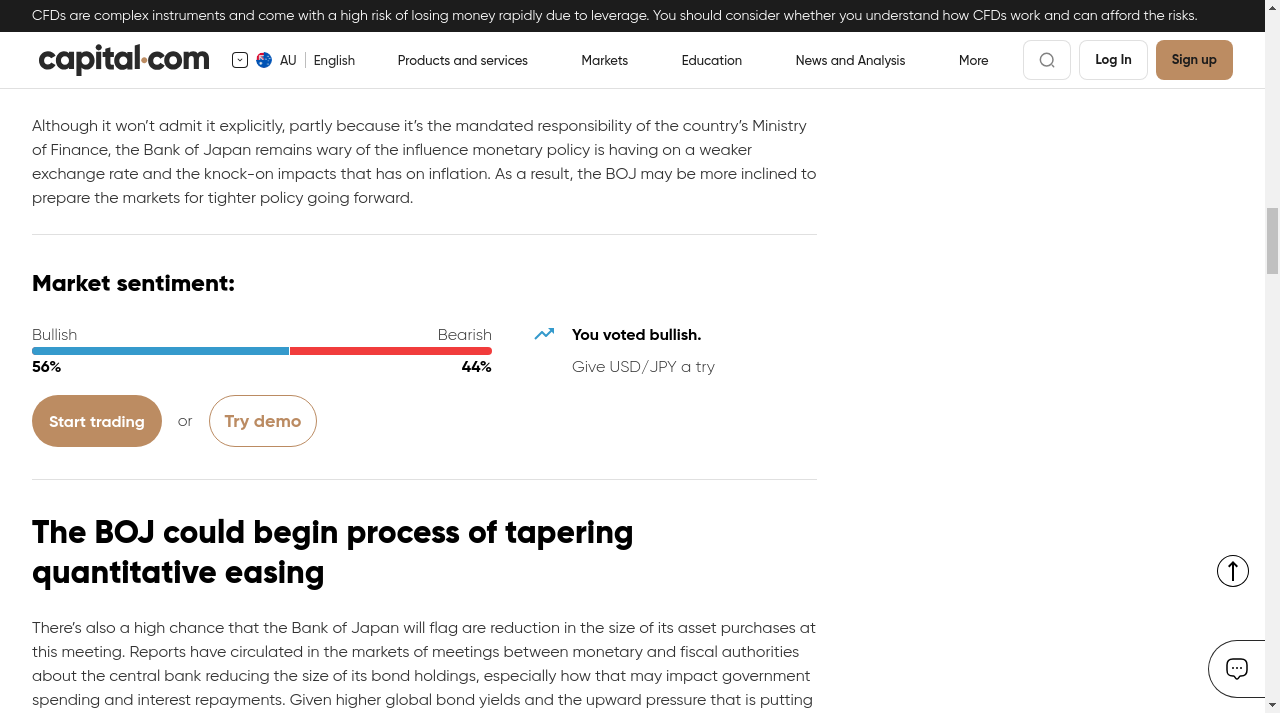 CFDs are complex instruments and come with a high risk of losing money rapidly due to leverage. You should consider whether you understand how CFDs work and can afford the risks.
capital.com
AU English
Products and services
Markets
Education
News and Analysis
More
Log In
Sign up
Although it won’t admit it explicitly, partly because it’s the mandated responsibility of the country’s Ministry
of Finance, the Bank of Japan remains wary of the influence monetary policy is having on a weaker
exchange rate and the knock-on impacts that has on inflation. As a result, the BOJ may be more inclined to
prepare the markets for tighter policy going forward.
Market sentiment:
Bullish Bearish
56% 44%
You voted bullish.
Give USD/JPY a try
Start trading or Try demo
The BOJ could begin process of tapering
quantitative easing
There’s also a high chance that the Bank of Japan will flag are reduction in the size of its asset purchases at
this meeting. Reports have circulated in the markets of meetings between monetary and fiscal authorities
about the central bank reducing the size of its bond holdings, especially how that may impact government
spending and interest repayments. Given higher global bond yields and the upward pressure that is putting